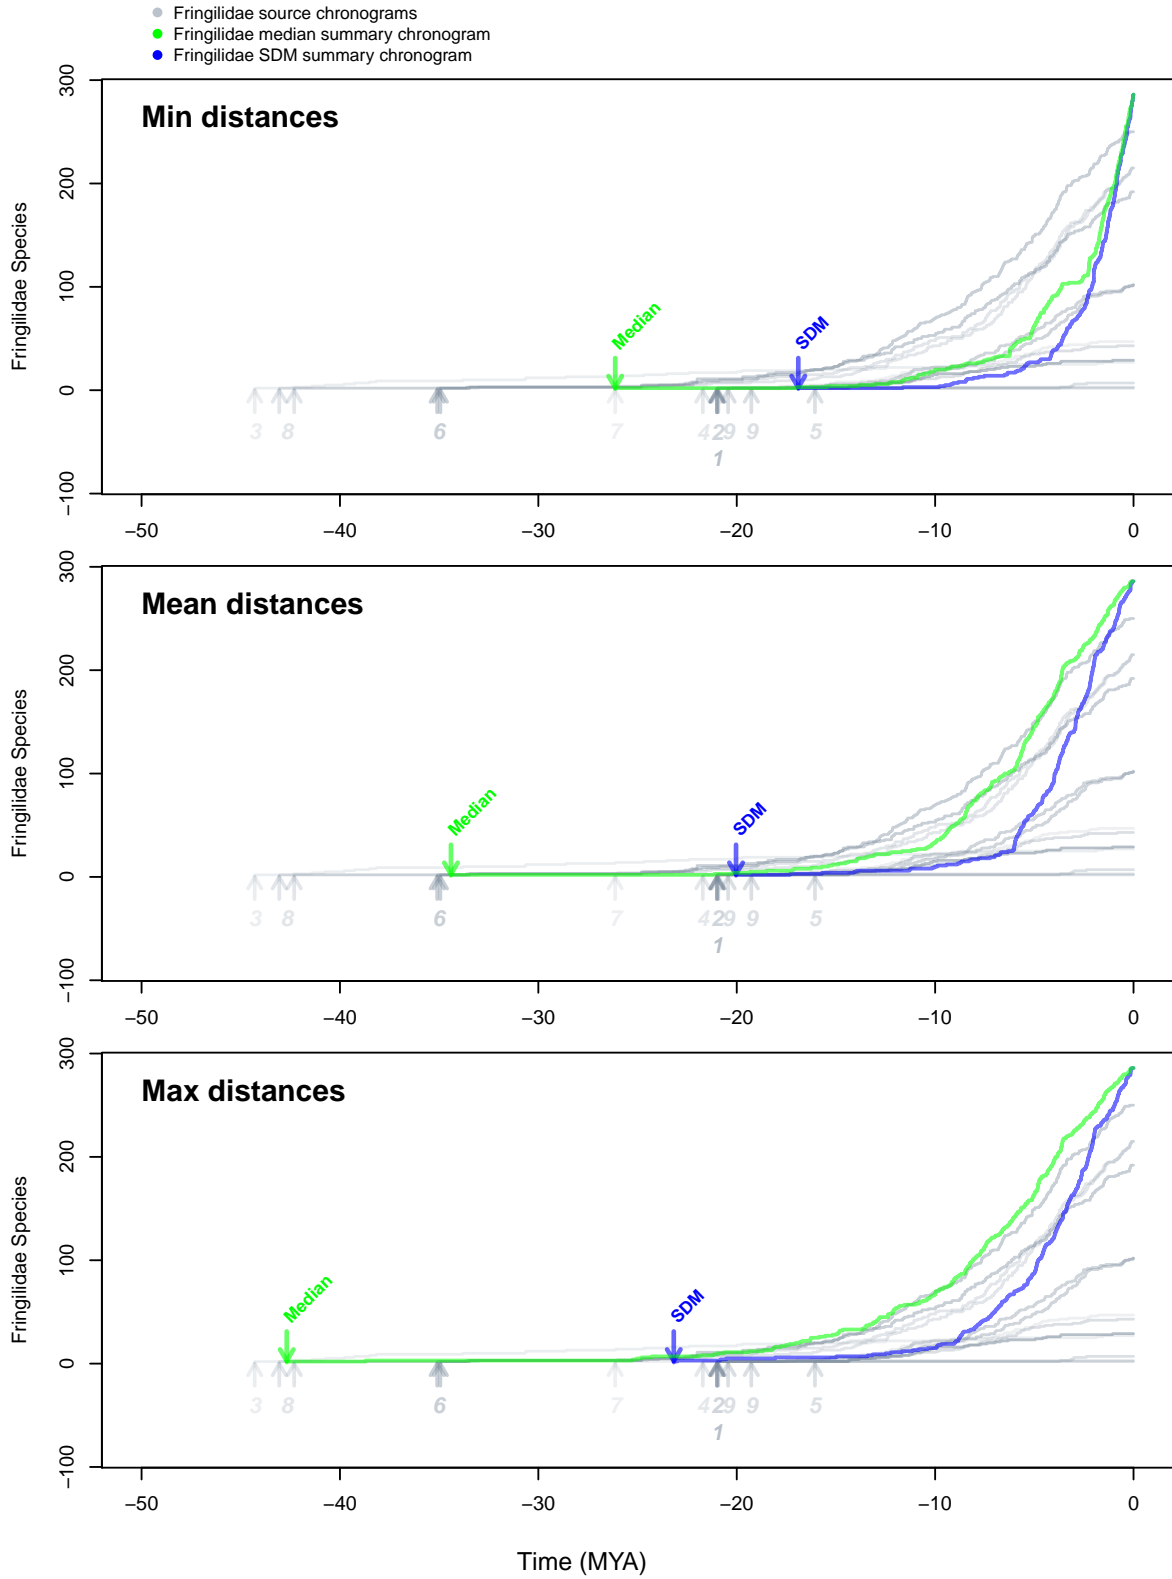 Fringilidae source chronograms
Fringilidae median summary chronogram
Fringilidae SDM summary chronogram
Min distances
Fringilidae Species
300
200
100
0
−100
Median
SDM
3 8 6 7 4 2 9 9 5
1
−50 −40 −30 −20 −10 0
Mean distances
Fringilidae Species
300
200
100
0
−100
Median
SDM
3 8 6 7 4 2 9 9 5
1
−50 −40 −30 −20 −10 0
Max distances
Fringilidae Species
300
200
100
0
−100
Median
SDM
3 8 6 7 4 2 9 9 5
1
−50 −40 −30 −20 −10 0
Time (MYA)